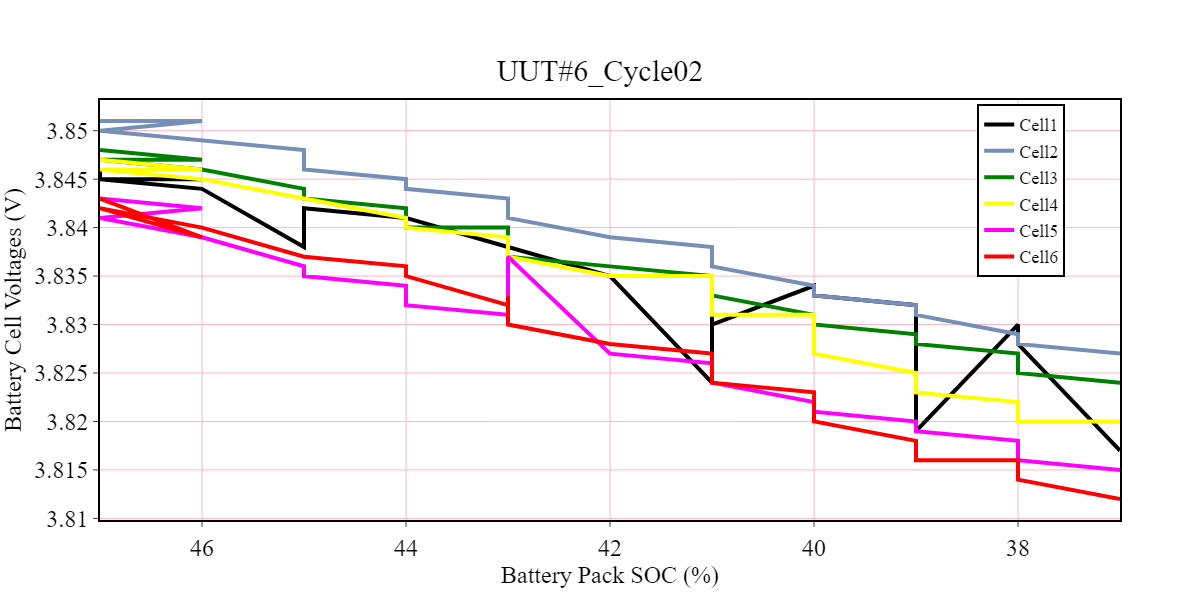 UUT#6_Cycle02
Battery Cell Voltages (V)
3.85
3.845
3.84
3.835
3.83
3.825
3.82
3.815
3.81
Cell1
Cell2
Cell3
Cell4
Cell5
Cell6
46 44 42 40 38
Battery Pack SOC (%)